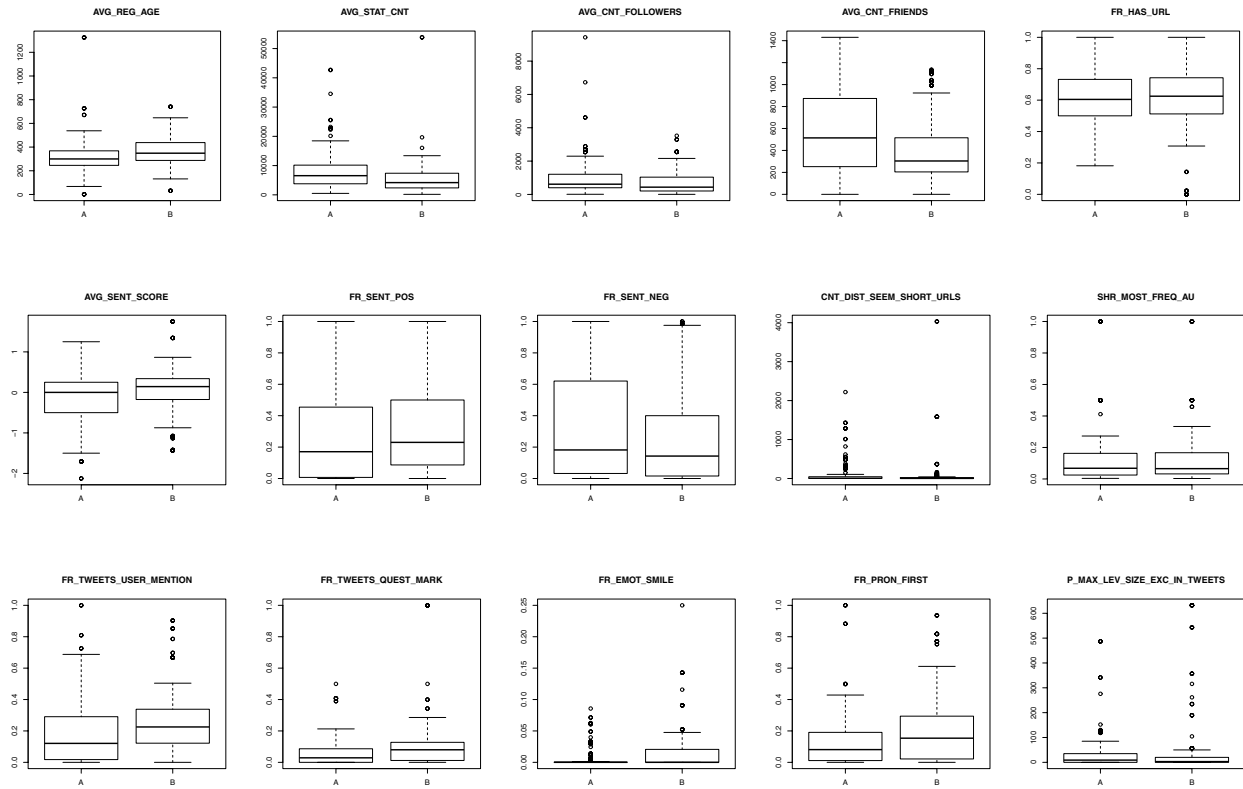 AVG_REG_AGE
0 200 400 600 800 1000 1200
A B
AVG_STAT_CNT
0 10000 20000 30000 40000 50000
A B
AVG_CNT_FOLLOWERS
0 2000 4000 6000 8000
A B
AVG_CNT_FRIENDS
0 200 400 600 800 1000 1400
A B
FR_HAS_URL
0.0 0.2 0.4 0.6 0.8 1.0
A B
AVG_SENT_SCORE
−2 −1 0 1
A B
FR_SENT_POS
0.0 0.2 0.4 0.6 0.8 1.0
A B
FR_SENT_NEG
0.0 0.2 0.4 0.6 0.8 1.0
A B
CNT_DIST_SEEM_SHORT_URLS
0 1000 2000 3000 4000
A B
SHR_MOST_FREQ_AU
0.0 0.2 0.4 0.6 0.8 1.0
A B
FR_TWEETS_USER_MENTION
0.0 0.2 0.4 0.6 0.8 1.0
A B
FR_TWEETS_QUEST_MARK
0.0 0.2 0.4 0.6 0.8 1.0
A B
FR_EMOT_SMILE
0.00 0.05 0.10 0.15 0.20 0.25
A B
FR_PRON_FIRST
0.0 0.2 0.4 0.6 0.8 1.0
A B
P_MAX_LEV_SIZE_EXC_IN_TWEETS
0 100 200 300 400 500 600
A B